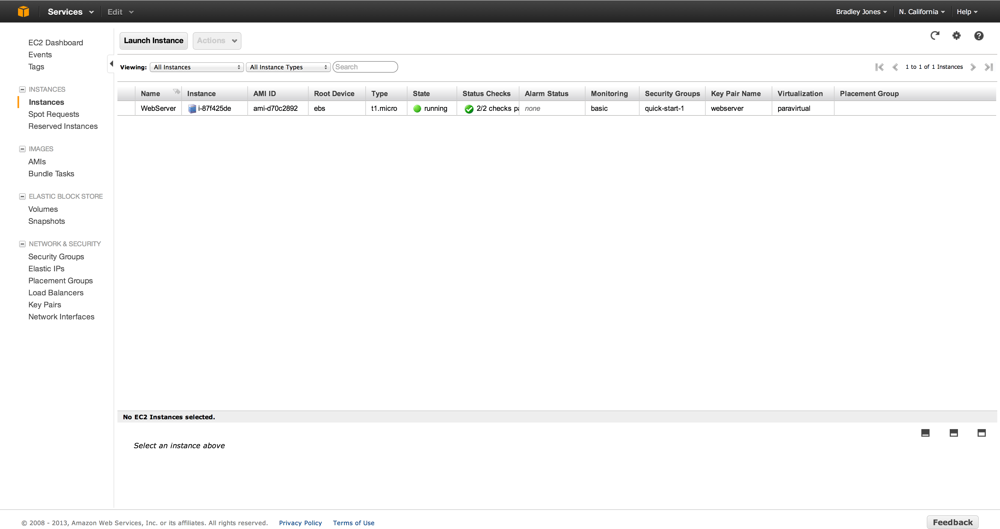 Services Edit Bradley Jones N. California Help
EC2 Dashboard
Events
Tags
INSTANCES
Instances
Spot Requests
Reserved Instances
IMAGES
AMIs
Bundle Tasks
ELASTIC BLOCK STORE
Volumes
Snapshots
NETWORK & SECURITY
Security Groups
Elastic IPs
Placement Groups
Load Balancers
Key Pairs
Network Interfaces
Launch Instance Actions
Viewing: All Instances All Instance Types Search 1 to 1 of 1 Instances
Name Instance AMI ID Root Device Type State Status Checks Alarm Status Monitoring Security Groups Key Pair Name Virtualization Placement Group
WebServer i-87f425de ami-d70c2892 ebs t1.micro running 2/2 checks pa none basic quick-start-1 webserver paravirtual
No EC2 Instances selected.
Select an instance above
© 2008 - 2013, Amazon Web Services, Inc. or its affiliates. All rights reserved. Privacy Policy Terms of Use Feedback